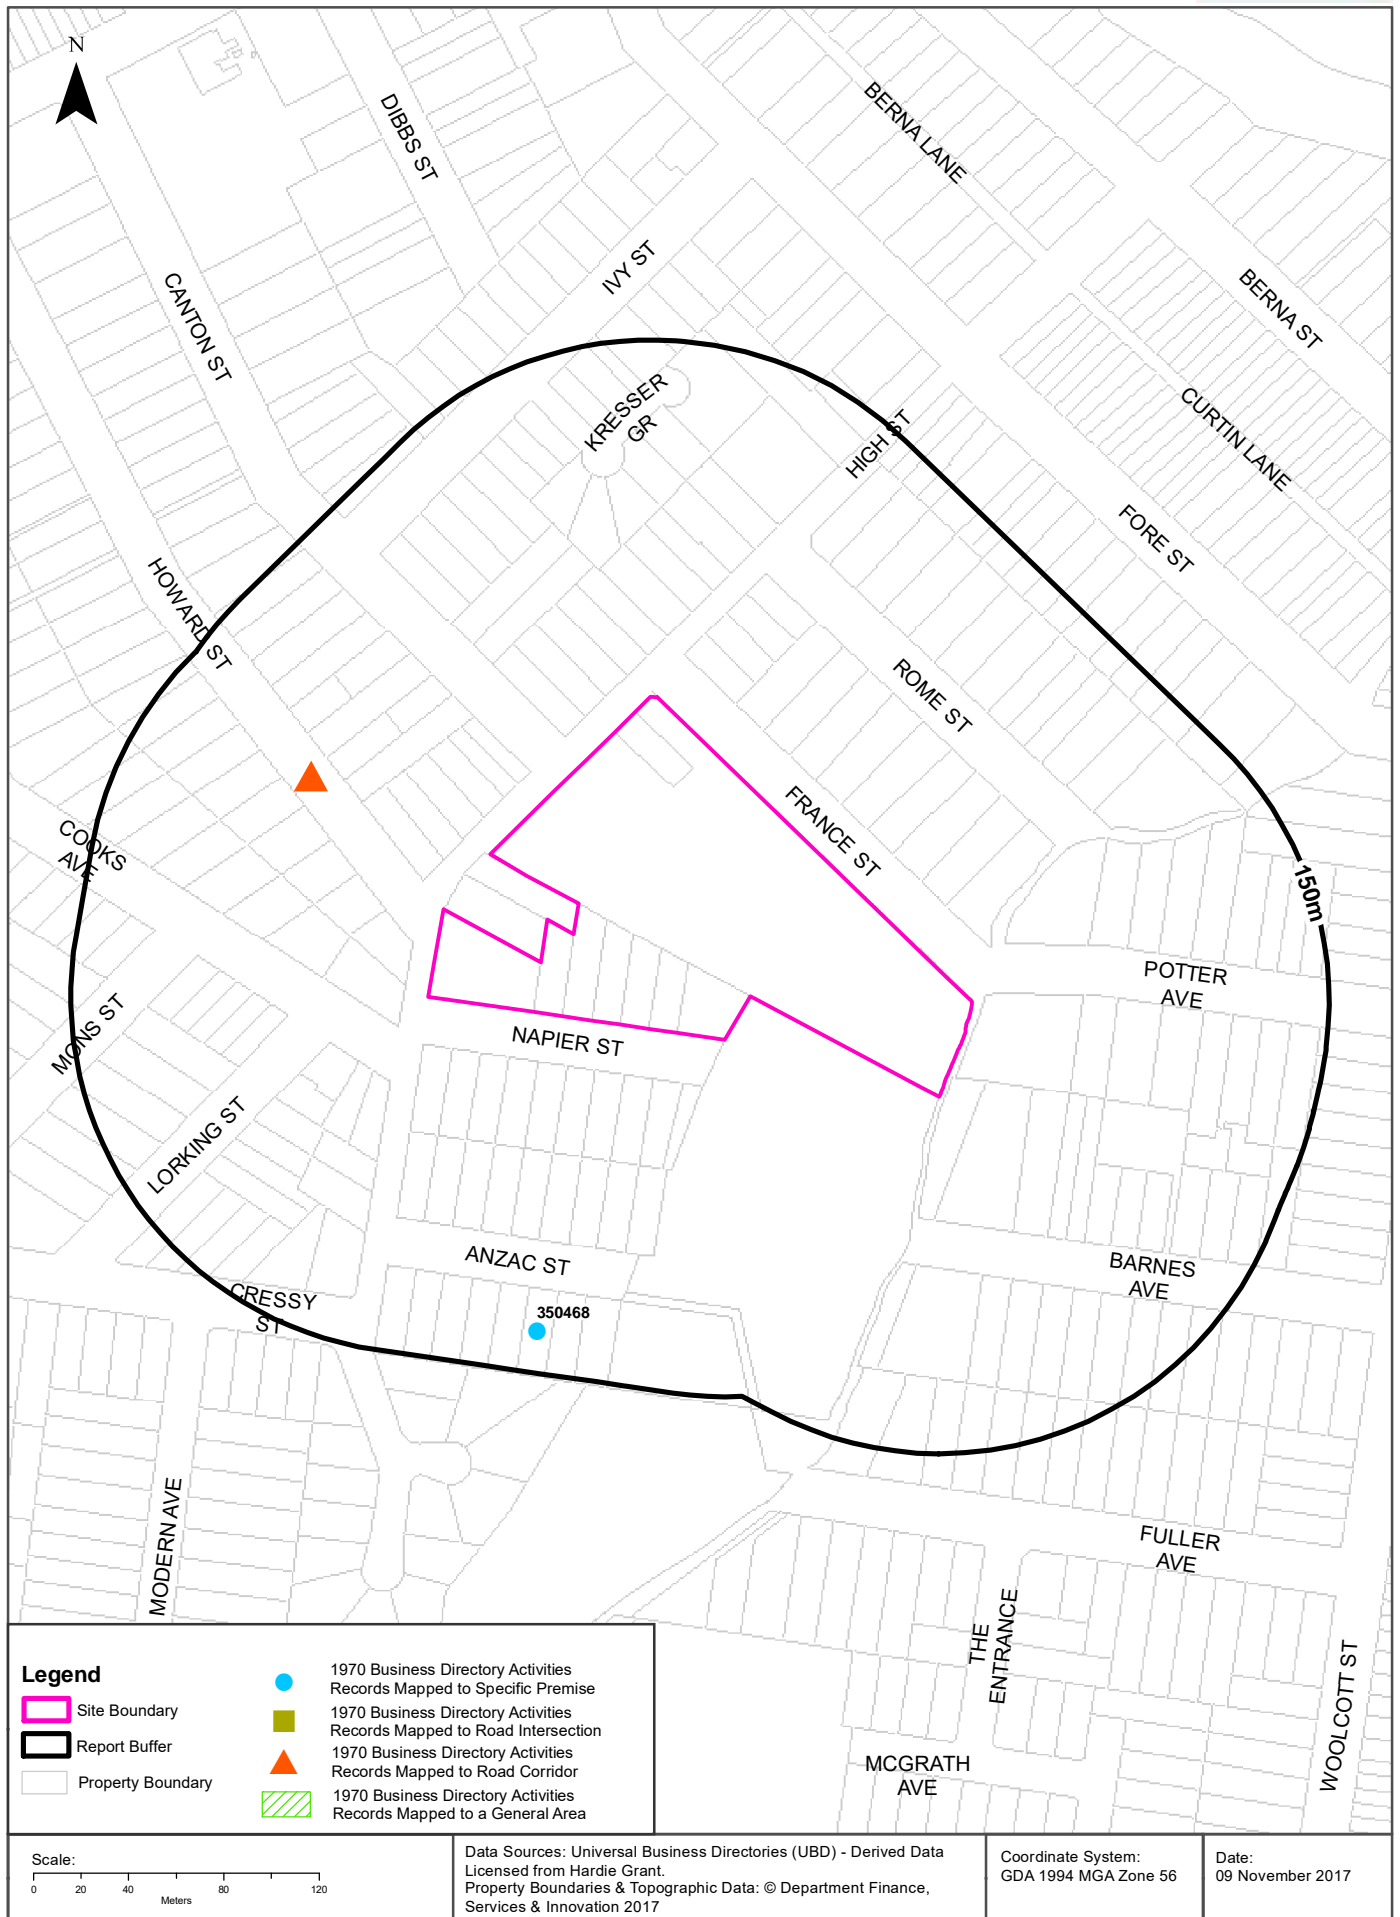 N
DIBBS ST
BERNA LANE
IVY ST
CANTON ST
BERNA ST
KRESSER
GR
HIGH ST
CURTIN LANE
FORE ST
HOWARD ST
ROME ST
FRANCE ST
COOKS
AVE
150m
POTTER
AVE
MONS ST
NAPIER ST
LORKING ST
ANZAC ST
BARNES
AVE
CRESSY
ST
350468
MODERN AVE
FULLER
AVE
THE
ENTRANCE
WOOLCOTT ST
MCGRATH
AVE
Legend
Site Boundary
Report Buffer
Property Boundary
1970 Business Directory Activities
Records Mapped to Specific Premise
1970 Business Directory Activities
Records Mapped to Road Intersection
1970 Business Directory Activities
Records Mapped to Road Corridor
1970 Business Directory Activities
Records Mapped to a General Area
Scale:
0 20 40 80 120
Meters
Data Sources: Universal Business Directories (UBD) - Derived Data
Licensed from Hardie Grant.
Property Boundaries & Topographic Data: © Department Finance,
Services & Innovation 2017
Coordinate System:
GDA 1994 MGA Zone 56
Date:
09 November 2017